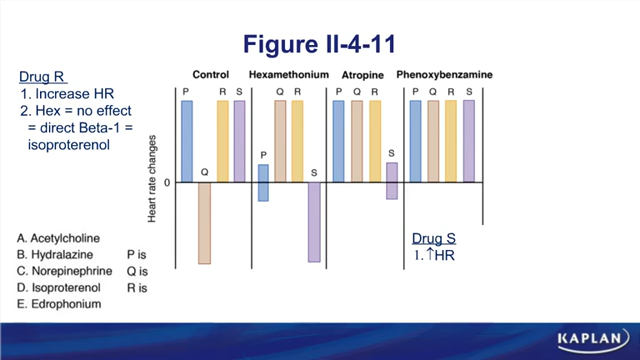 Figure II-4-11
Drug R
1. Increase HR
2. Hex = no effect
= direct Beta-1 =
isoproterenol
Control Hexamethonium Atropine Phenoxybenzamine
P R S Q R P Q R P Q R S
Q P S S
Heart rate changes
0
A. Acetylcholine
B. Hydralazine P is
C. Norepinephrine Q is
D. Isoproterenol R is
E. Edrophonium
Drug S
1. ↑HR
KAPLAN